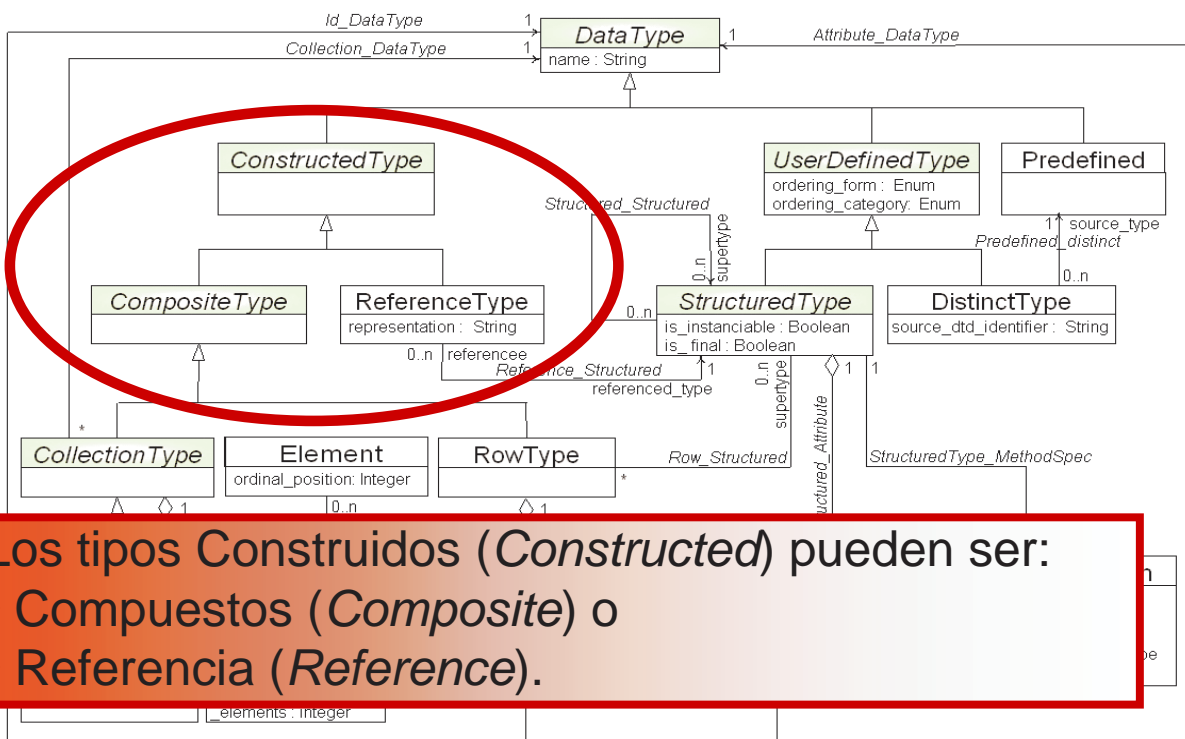 Id_DataType
1
DataType
name : String
Collection_DataType
1
1
Attribute_DataType
ConstructedType
UserDefinedType
ordering_form : Enum
ordering_category: Enum
Predefined
1
source_type
Predefined_distinct
0..n
Structured_Structured
0..n
supertype
0..n
CompositeType
ReferenceType
representation : String
0..n
referencee
Reference_Structured
1
referenced_type
StructuredType
is_instanciable : Boolean
is_final : Boolean
DistinctType
source_dtd_identifier : String
0..n
supertype
1
1
*
CollectionType
1
Element
ordinal_position: Integer
0..n
RowType
1
*
Row_Structured
StructuredType_MethodSpec
uctured_Attribute
Los tipos Construidos (Constructed) pueden ser:
Compuestos (Composite) o
Referencia (Reference).
_elements : Integer